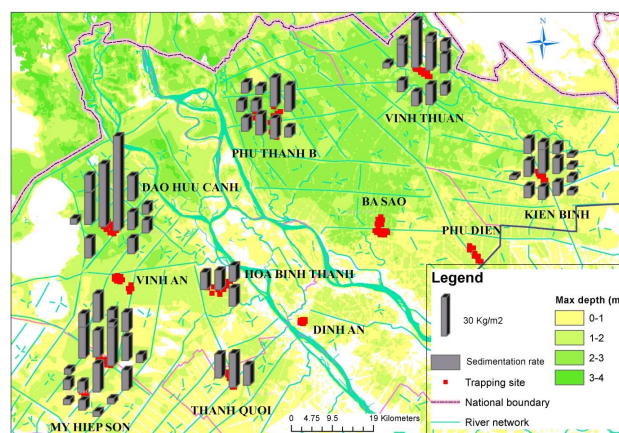 N
VINH THUAN
PHU THANH B
DAO HUU CANH
BA SAO
KIEN BINH
PHU DIEN
VINH AN
HOA BINH THANH
DINH AN
THANH QUOI
MY HIEP SON
0 4.75 9.5 19 Kilometers
Legend
30 Kg/m2
Sedimentation rate
Trapping site
National boundary
River network
Max depth (m
0-1
1-2
2-3
3-4